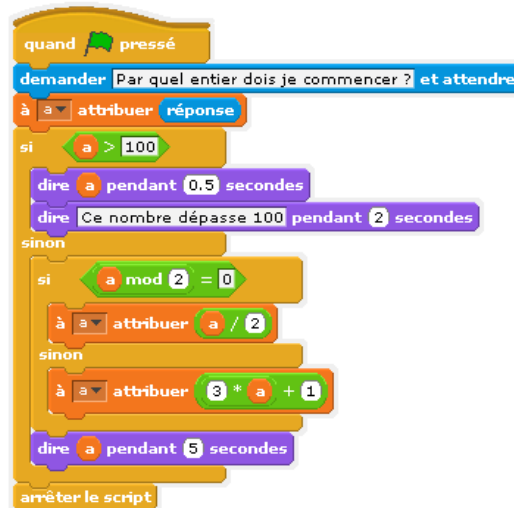 quand pressé
demander Par quel entier dois je commencer ? et attendre
à a attribuer réponse
si a > 100
dire a pendant 0.5 secondes
dire Ce nombre dépasse 100 pendant 2 secondes
sinon
si a mod 2 = 0
à a attribuer a / 2
sinon
à a attribuer 3 * a + 1
dire a pendant 5 secondes
arrêter le script